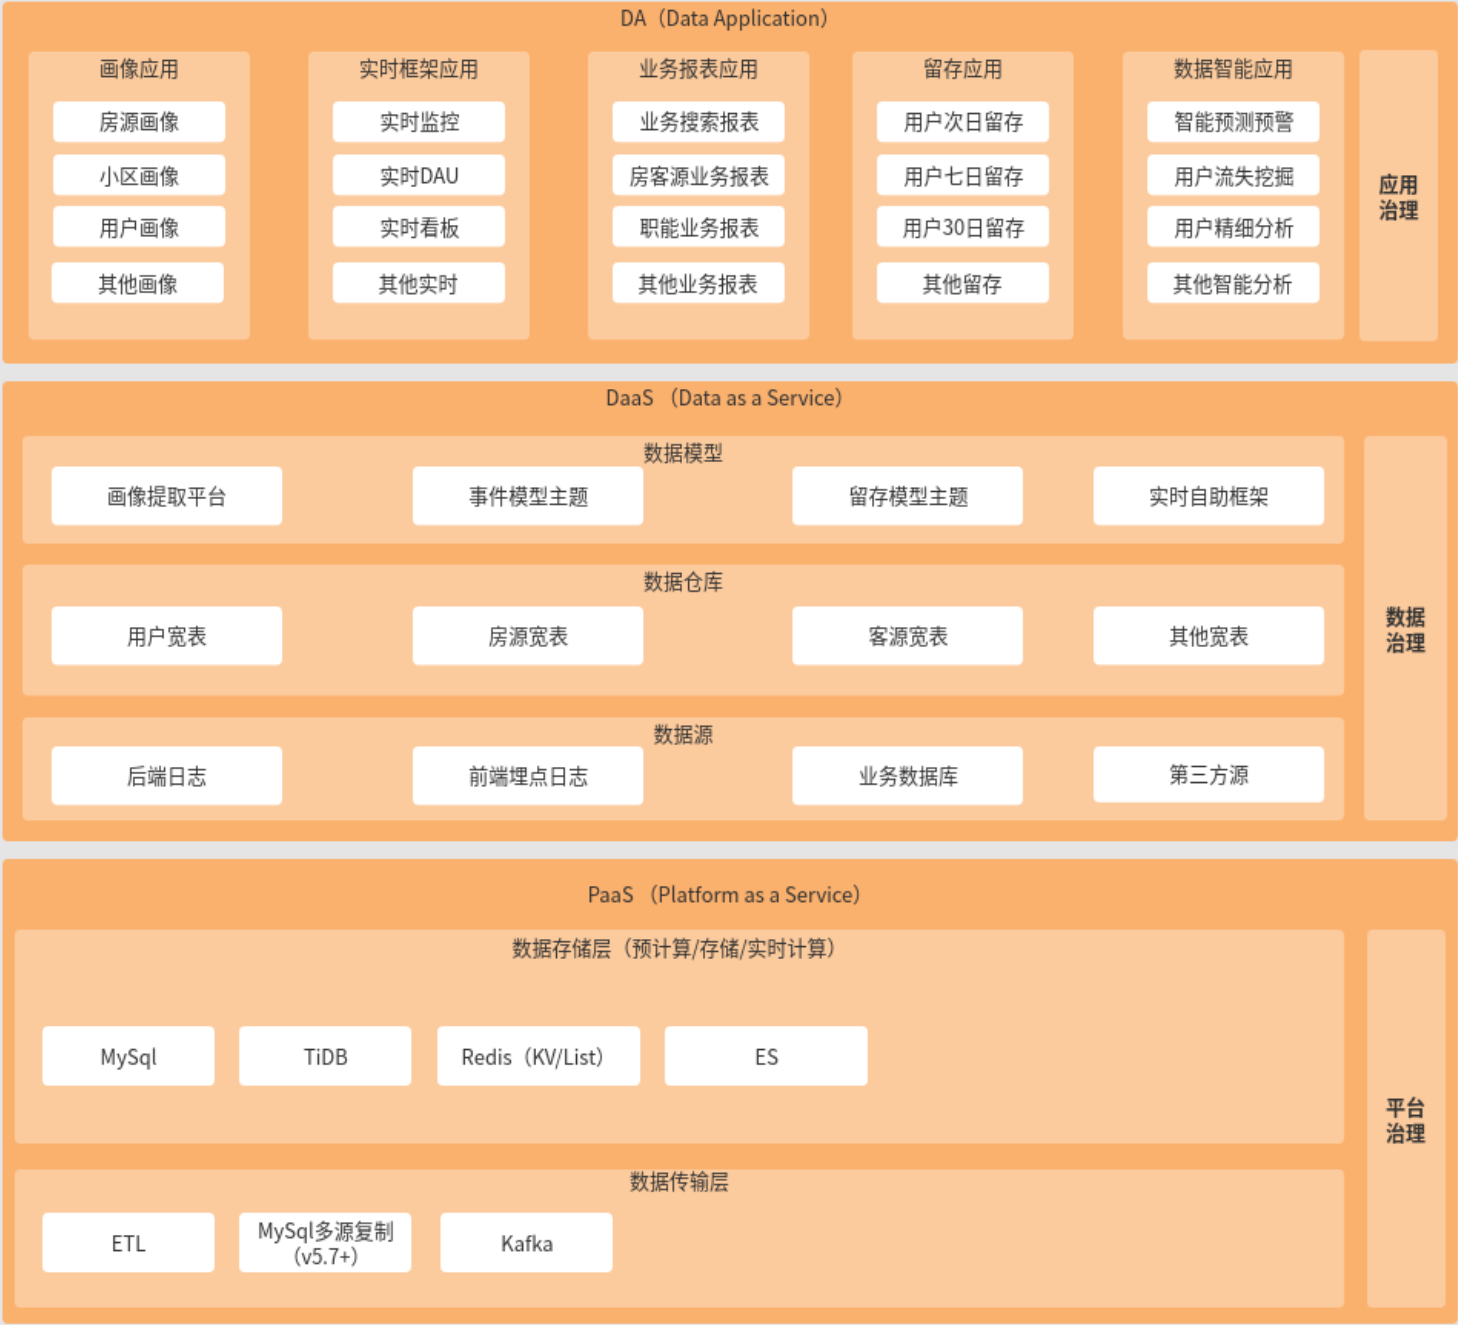 DA（Data Application）
画像应用
房源画像
小区画像
用户画像
其他画像
实时框架应用
实时监控
实时DAU
实时看板
其他实时
业务报表应用
业务搜索报表
房客源业务报表
职能业务报表
其他业务报表
留存应用
用户次日留存
用户七日留存
用户30日留存
其他留存
数据智能应用
智能预测预警
用户流失挖掘
用户精细分析
其他智能分析
应用
治理
DaaS （Data as a Service）
数据模型
画像提取平台
事件模型主题
留存模型主题
实时自助框架
数据仓库
用户宽表
房源宽表
客源宽表
其他宽表
数据源
后端日志
前端埋点日志
业务数据库
第三方源
数据
治理
PaaS （Platform as a Service）
数据存储层（预计算/存储/实时计算）
MySql
TiDB
Redis（KV/List）
ES
数据传输层
ETL
MySql多源复制
（v5.7+）
Kafka
平台
治理